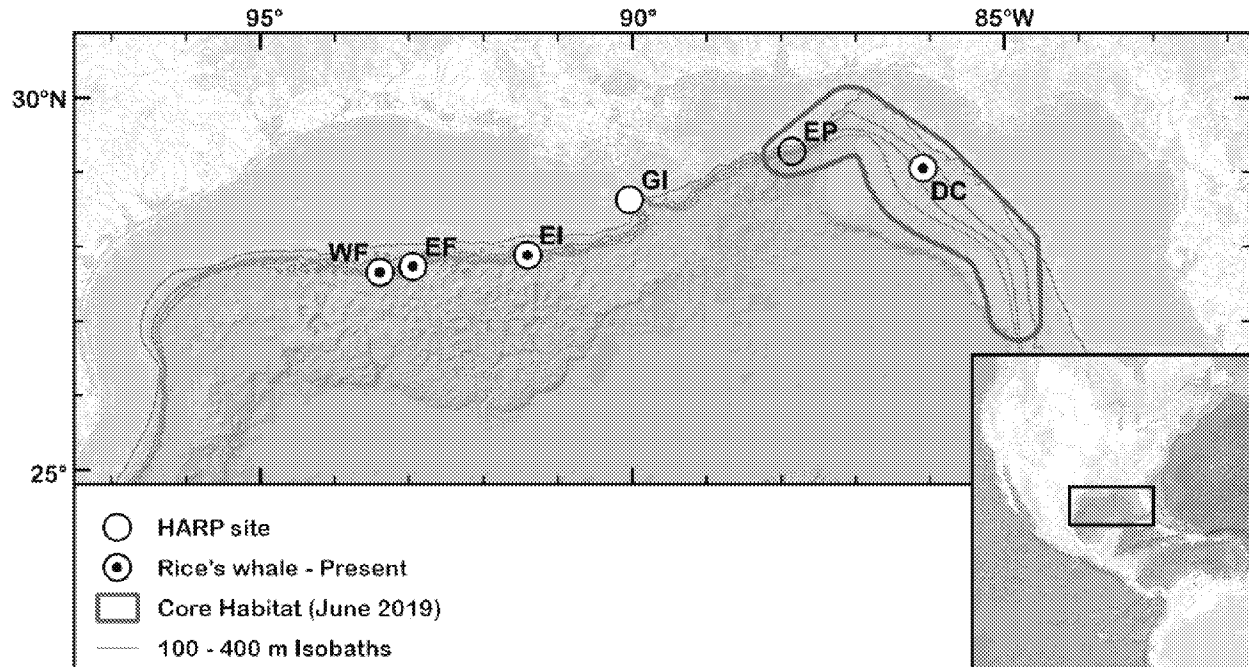 95° 90° 85°W
30°N
EP
DC
GI
EI
WF EF
25°
HARP site
Rice's whale - Present
Core Habitat (June 2019)
100 - 400 m Isobaths